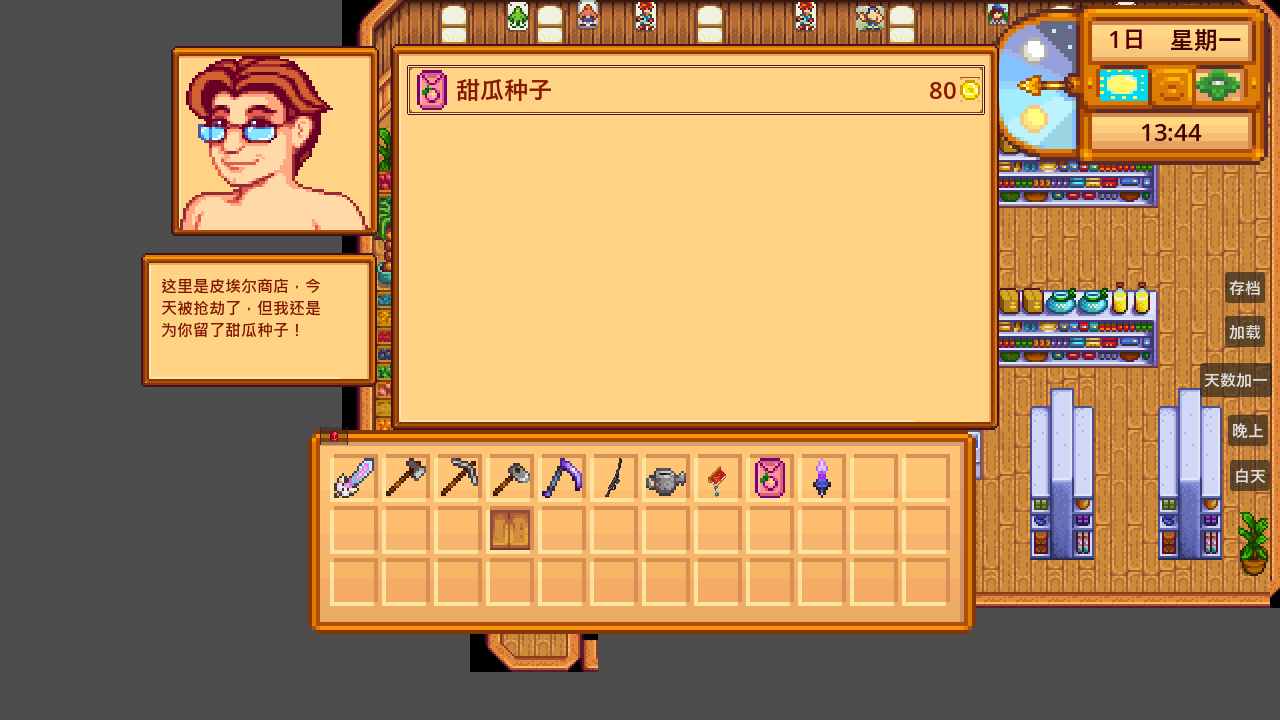 1日 星期一
甜瓜种子 80
13:44
这里是皮埃尔商店，今
天被抢劫了，但我还是
为你留了甜瓜种子！
存档
加载
天数加一
晚上
白天